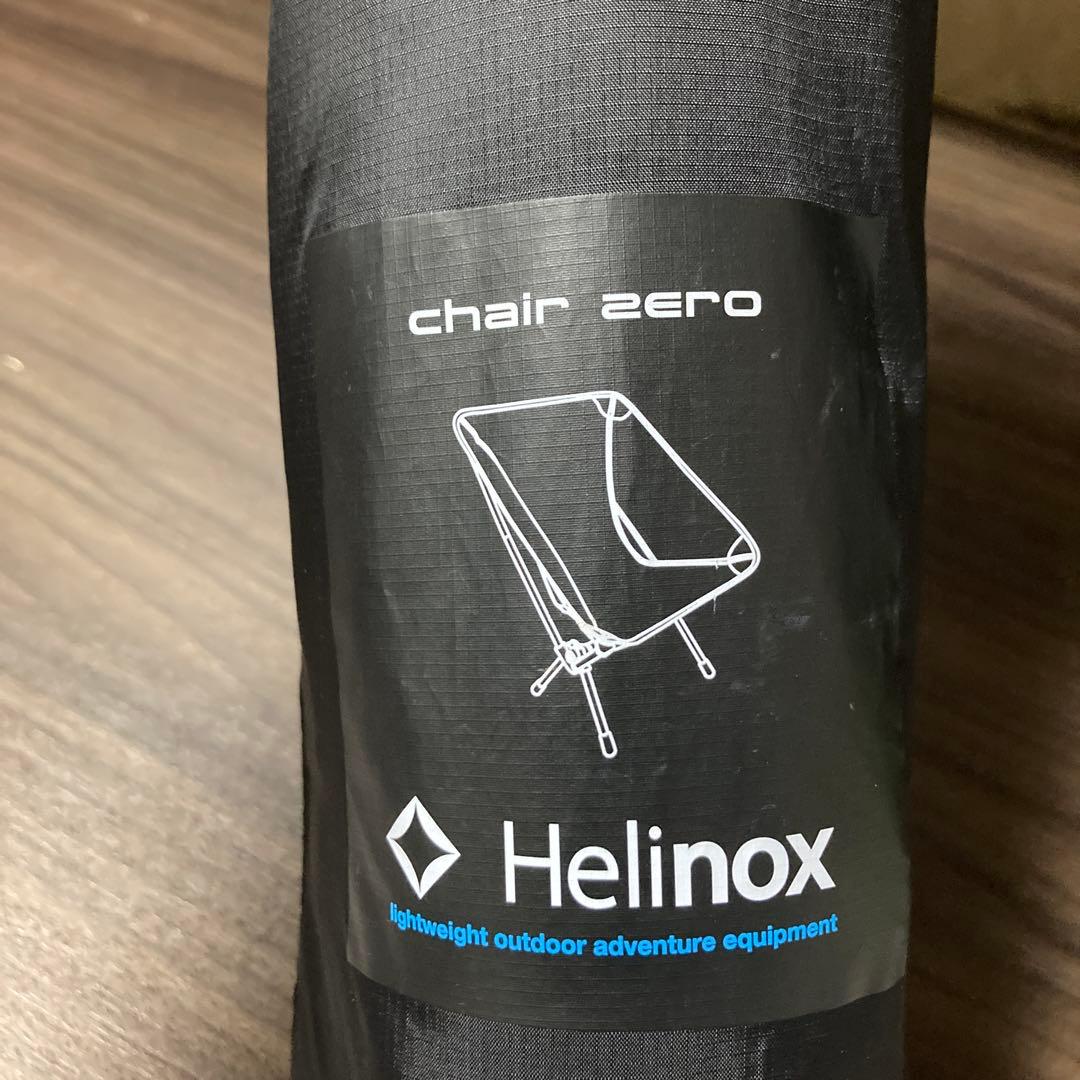 chair zero
Helinox
lightweight outdoor adventure equipment